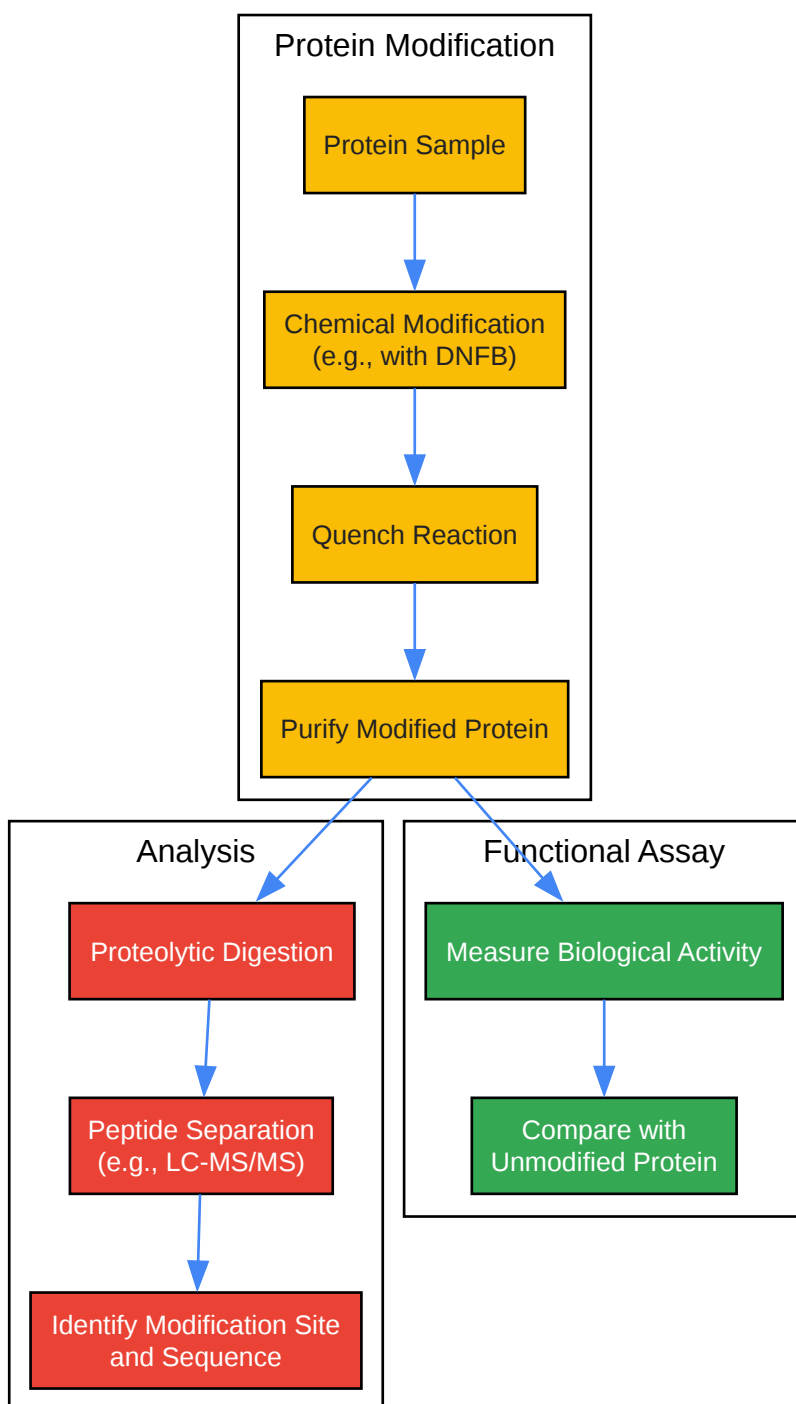 Protein Modification
Protein Sample
Chemical Modification
(e.g., with DNFB)
Quench Reaction
Purify Modified Protein
Analysis
Proteolytic Digestion
Peptide Separation
(e.g., LC-MS/MS)
Identify Modification Site
and Sequence
Functional Assay
Measure Biological Activity
Compare with
Unmodified Protein